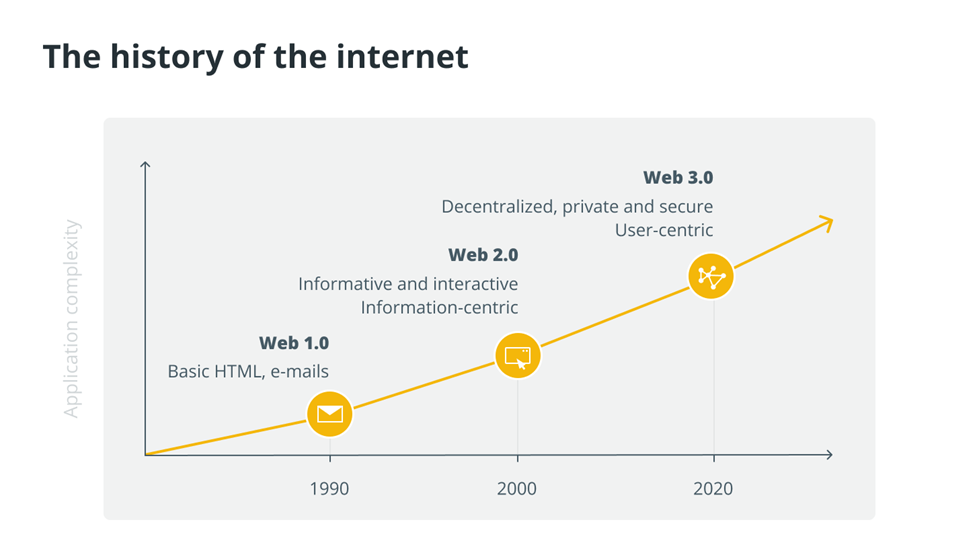 The history of the internet
Application complexity
Web 3.0
Decentralized, private and secure
User-centric
Web 2.0
Informative and interactive
Information-centric
Web 1.0
Basic HTML, e-mails
1990
2000
2020